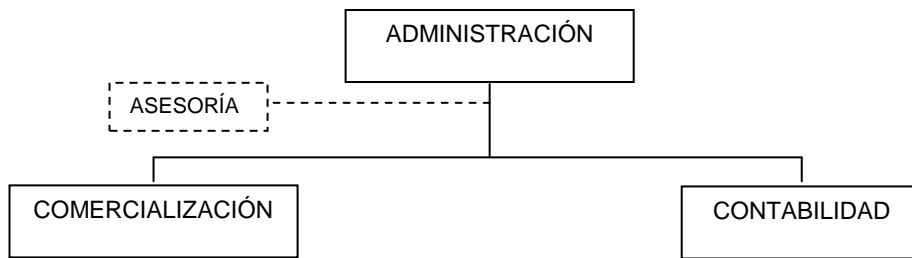 ADMINISTRACIÓN
ASESORÍA
COMERCIALIZACIÓN
CONTABILIDAD